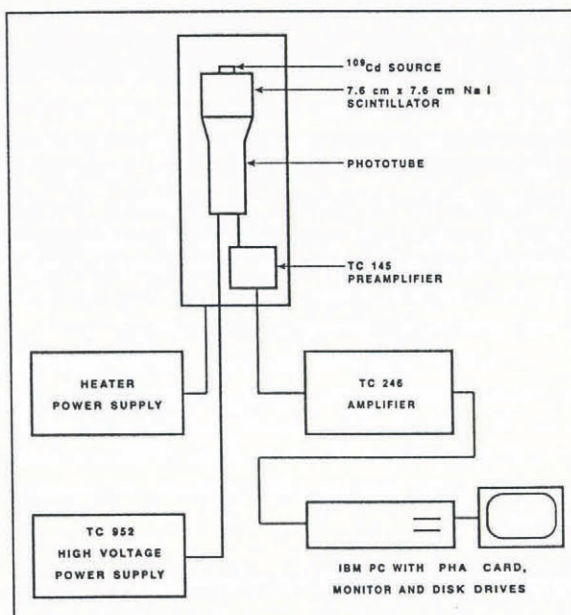 ¹⁰⁹Cd SOURCE
7.6 cm x 7.6 cm Na I
SCINTILLATOR
PHOTOTUBE
TC 145
PREAMPLIFIER
HEATER
POWER SUPPLY
TC 246
AMPLIFIER
TC 952
HIGH VOLTAGE
POWER SUPPLY
IBM PC WITH PHA CARD,
MONITOR AND DISK DRIVES